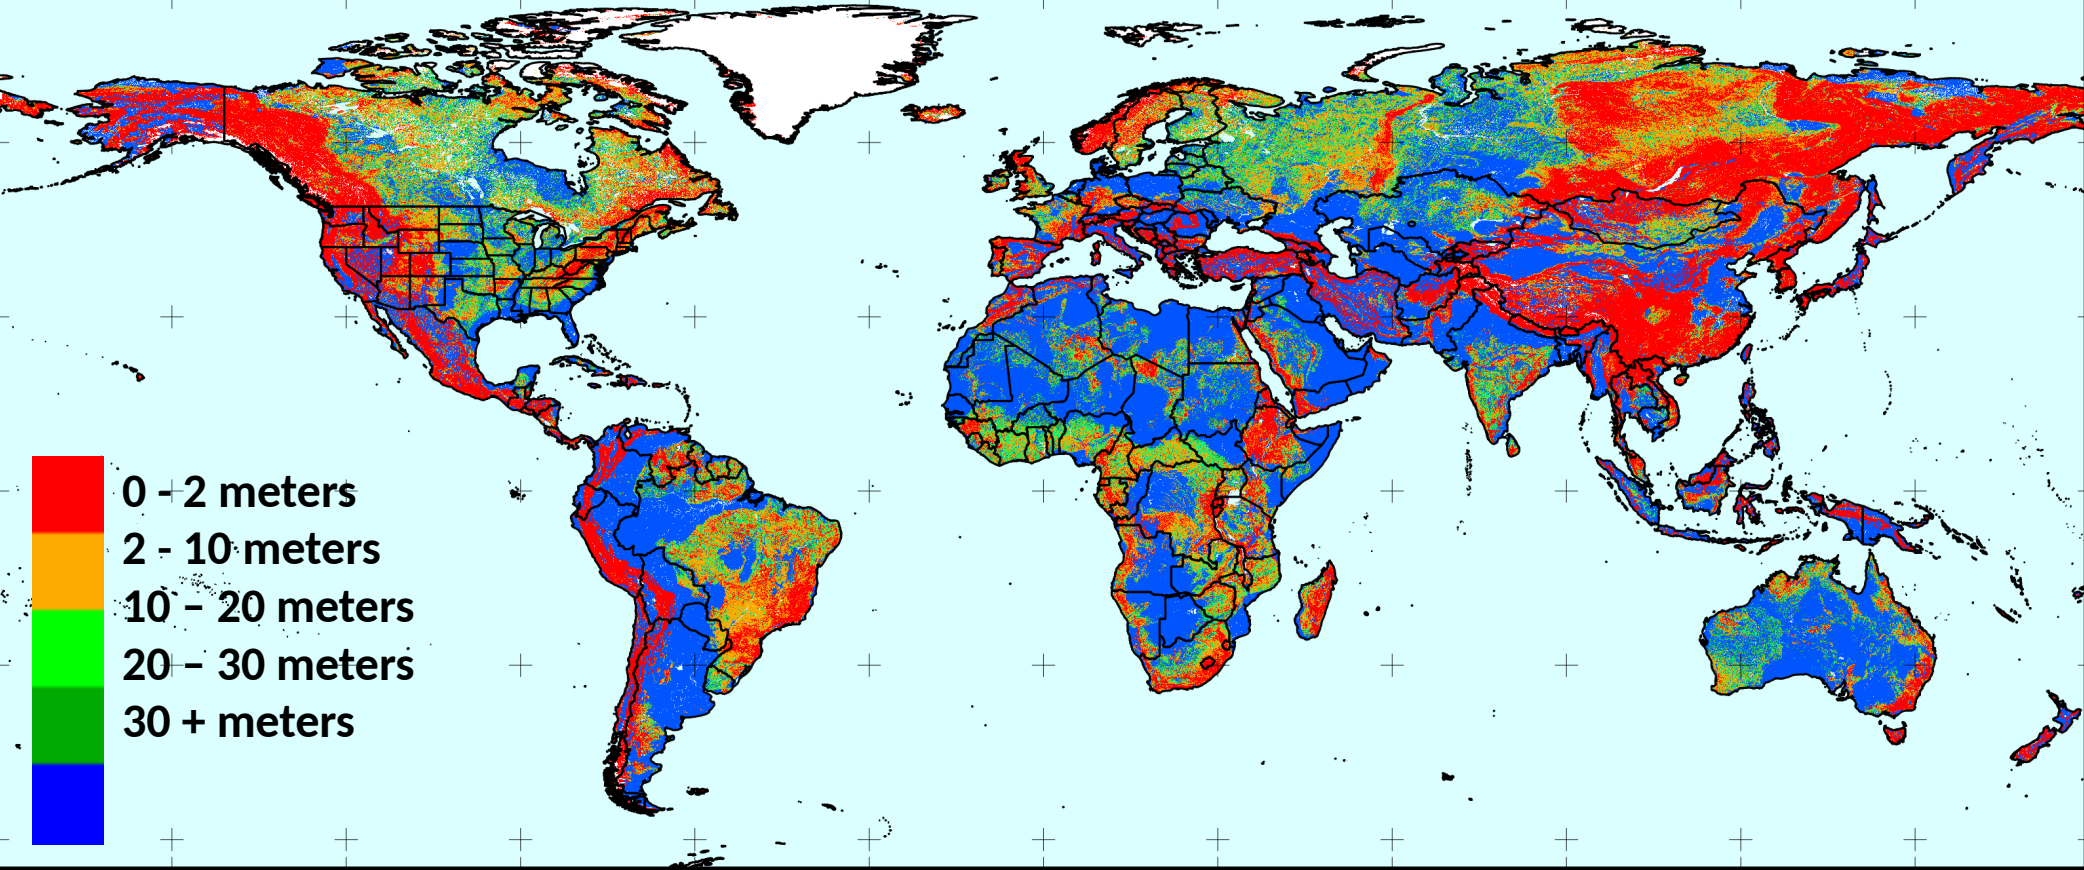 0 - 2 meters
2 - 10 meters
10 – 20 meters
20 – 30 meters
30 + meters